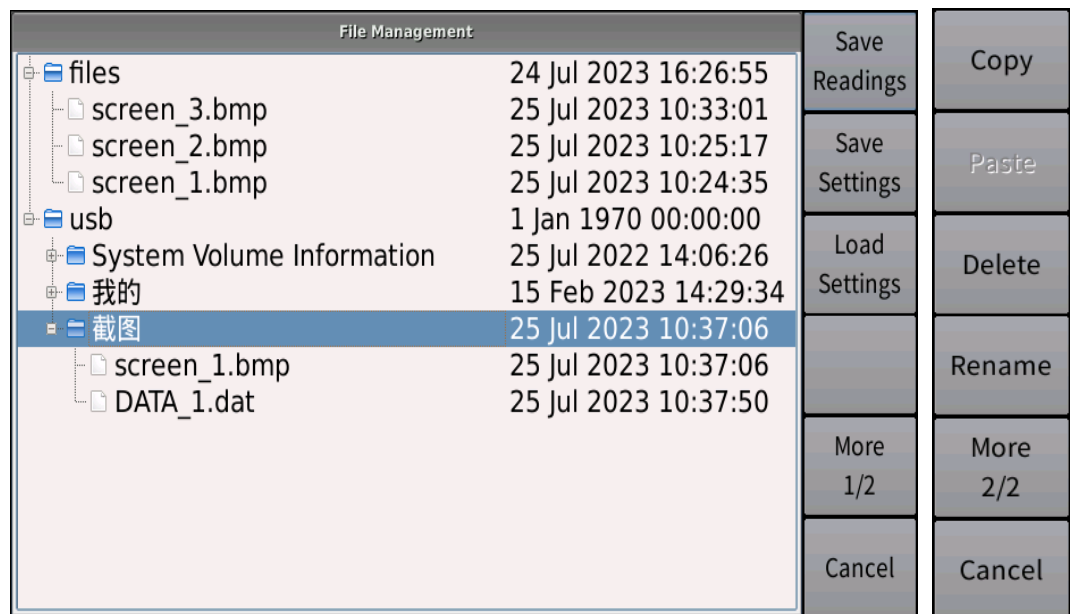 File Management
files 24 Jul 2023 16:26:55
screen_3.bmp 25 Jul 2023 10:33:01
screen_2.bmp 25 Jul 2023 10:25:17
screen_1.bmp 25 Jul 2023 10:24:35
usb 1 Jan 1970 00:00:00
System Volume Information 25 Jul 2022 14:06:26
我的 15 Feb 2023 14:29:34
截图 25 Jul 2023 10:37:06
screen_1.bmp 25 Jul 2023 10:37:06
DATA_1.dat 25 Jul 2023 10:37:50
Save
Readings
Save
Settings
Load
Settings
More
1/2
Cancel
Copy
Paste
Delete
Rename
More
2/2
Cancel